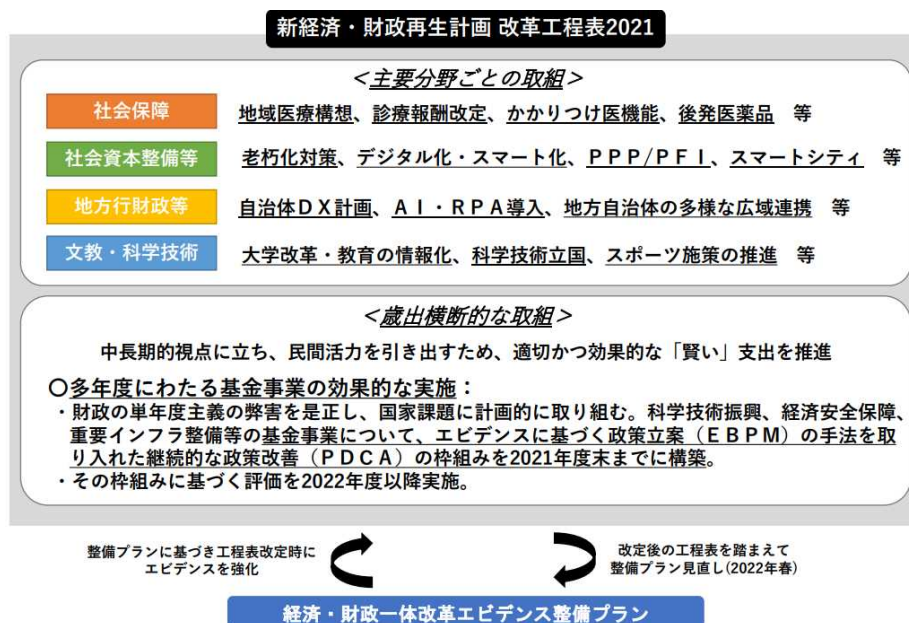 新経済・財政再生計画 改革工程表2021
<主要分野ごとの取組>
社会保障 地域医療構想、診療報酬改定、かかりつけ医機能、後発医薬品 等
社会資本整備等 老朽化対策、デジタル化・スマート化、ＰＰＰ/ＰＦＩ、スマートシティ 等
地方行財政等 自治体ＤＸ計画、ＡＩ・ＲＰＡ導入、地方自治体の多様な広域連携 等
文教・科学技術 大学改革・教育の情報化、科学技術立国、スポーツ施策の推進 等
<歳出横断的な取組>
中長期的視点に立ち、民間活力を引き出すため、適切かつ効果的な「賢い」支出を推進
〇多年度にわたる基金事業の効果的な実施：
・財政の単年度主義の弊害を是正し、国家課題に計画的に取り組む。科学技術振興、経済安全保障、
重要インフラ整備等の基金事業について、エビデンスに基づく政策立案（ＥＢＰＭ）の手法を取
り入れた継続的な政策改善（ＰＤＣＡ）の枠組みを2021年度末までに構築。
・その枠組みに基づく評価を2022年度以降実施。
整備プランに基づき工程表改定時に
エビデンスを強化
改定後の工程表を踏まえて
整備プラン見直し(2022年春)
経済・財政一体改革エビデンス整備プラン